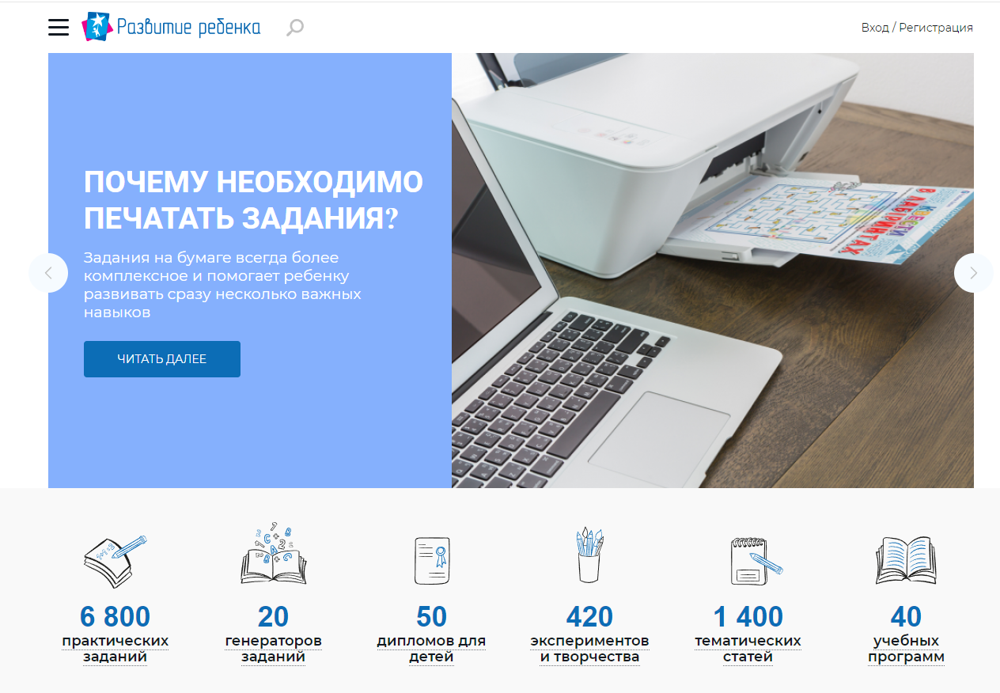 Развитие ребенка
Вход / Регистрация
ПОЧЕМУ НЕОБХОДИМО
ПЕЧАТАТЬ ЗАДАНИЯ?
Задания на бумаге всегда более
комплексное и помогает ребенку
развивать сразу несколько важных
навыков
ЧИТАТЬ ДАЛЕЕ
КВЕСТИ
В ЛАБІРИНТАХ
6 800
практических
заданий
20
генераторов
заданий
50
дипломов для
детей
420
экспериментов
и творчества
1 400
тематических
статей
40
учебных
программ